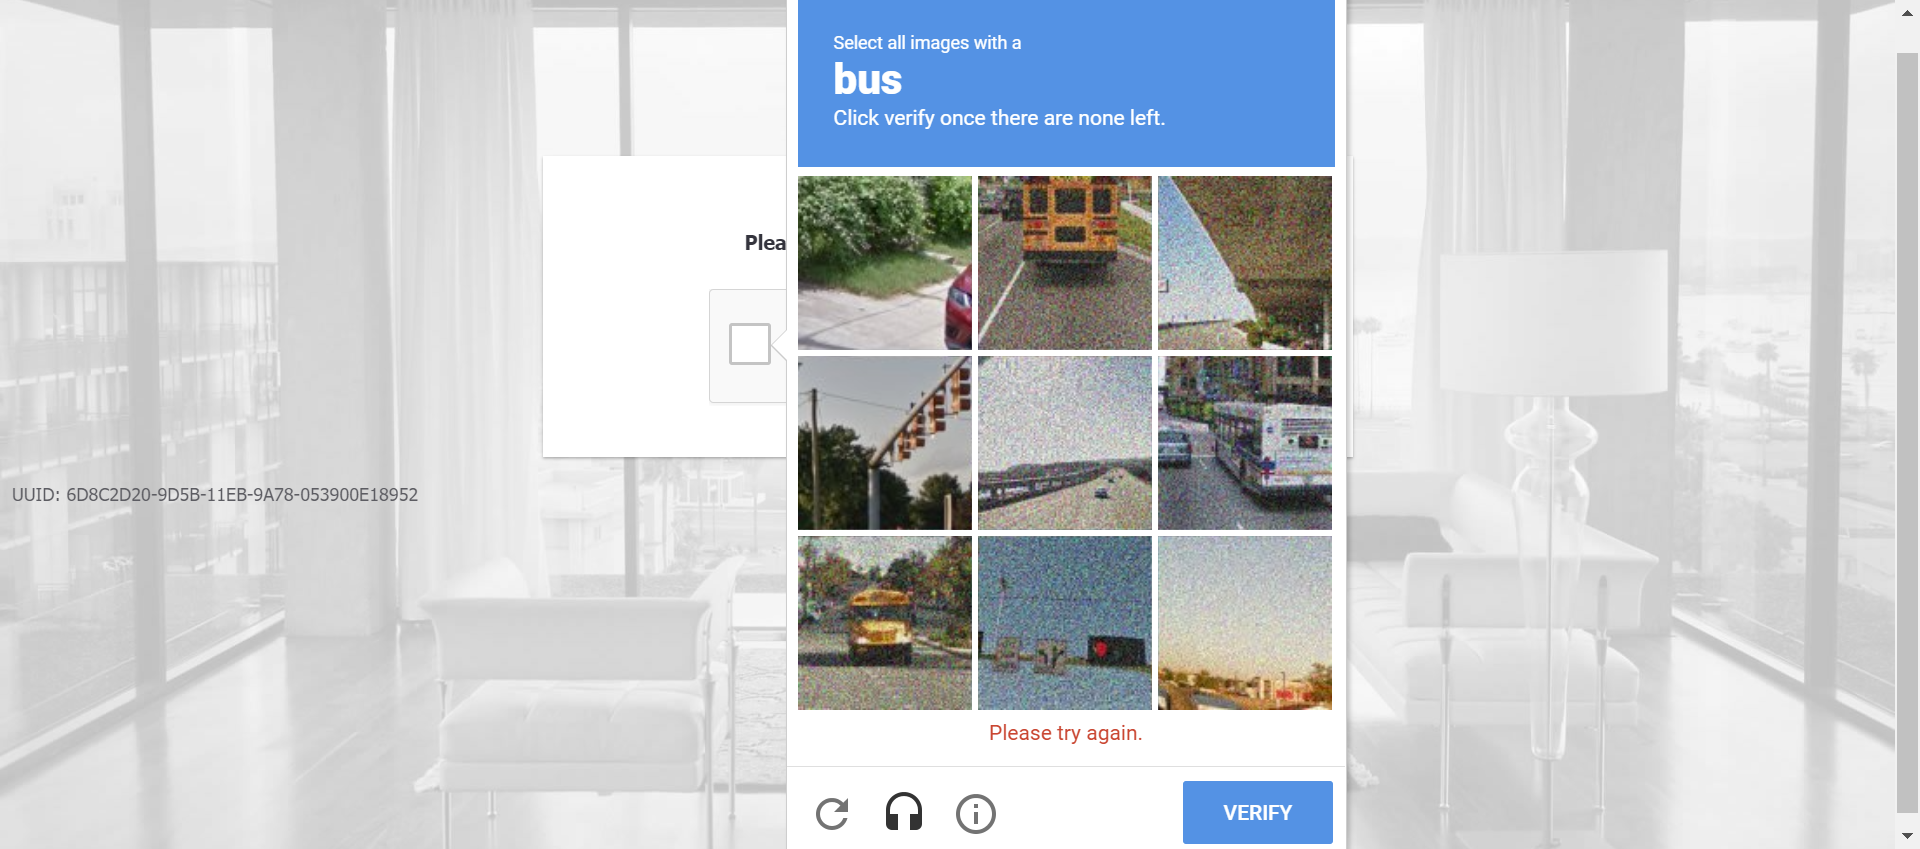 Select all images with a
bus
Click verify once there are none left.
Plea
UUID: 6D8C2D20-9D5B-11EB-9A78-053900E18952
Please try again.
VERIFY